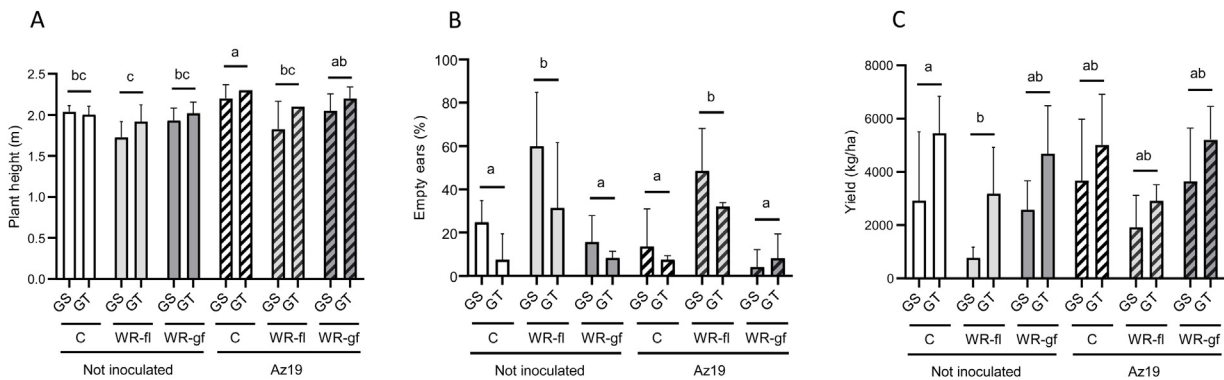 A
Plant height (m)
2.5
2.0
1.5
1.0
0.5
0.0
bc
c
bc
a
bc
ab
GS GT GS GT GS GT GS GT GS GT GS GT
C WR-fl WR-gf C WR-fl WR-gf
Not inoculated Az19
B
Empty ears (%)
100
80
60
40
20
0
a
b
a
a
b
a
GS GT GS GT GS GT GS GT GS GT GS GT
C WR-fl WR-gf C WR-fl WR-gf
Not inoculated Az19
C
Yield (kg/ha)
8000
6000
4000
2000
0
a
b
ab
ab
ab
ab
GS GT GS GT GS GT GS GT GS GT GS GT
C WR-fl WR-gf C WR-fl WR-gf
Not inoculated Az19